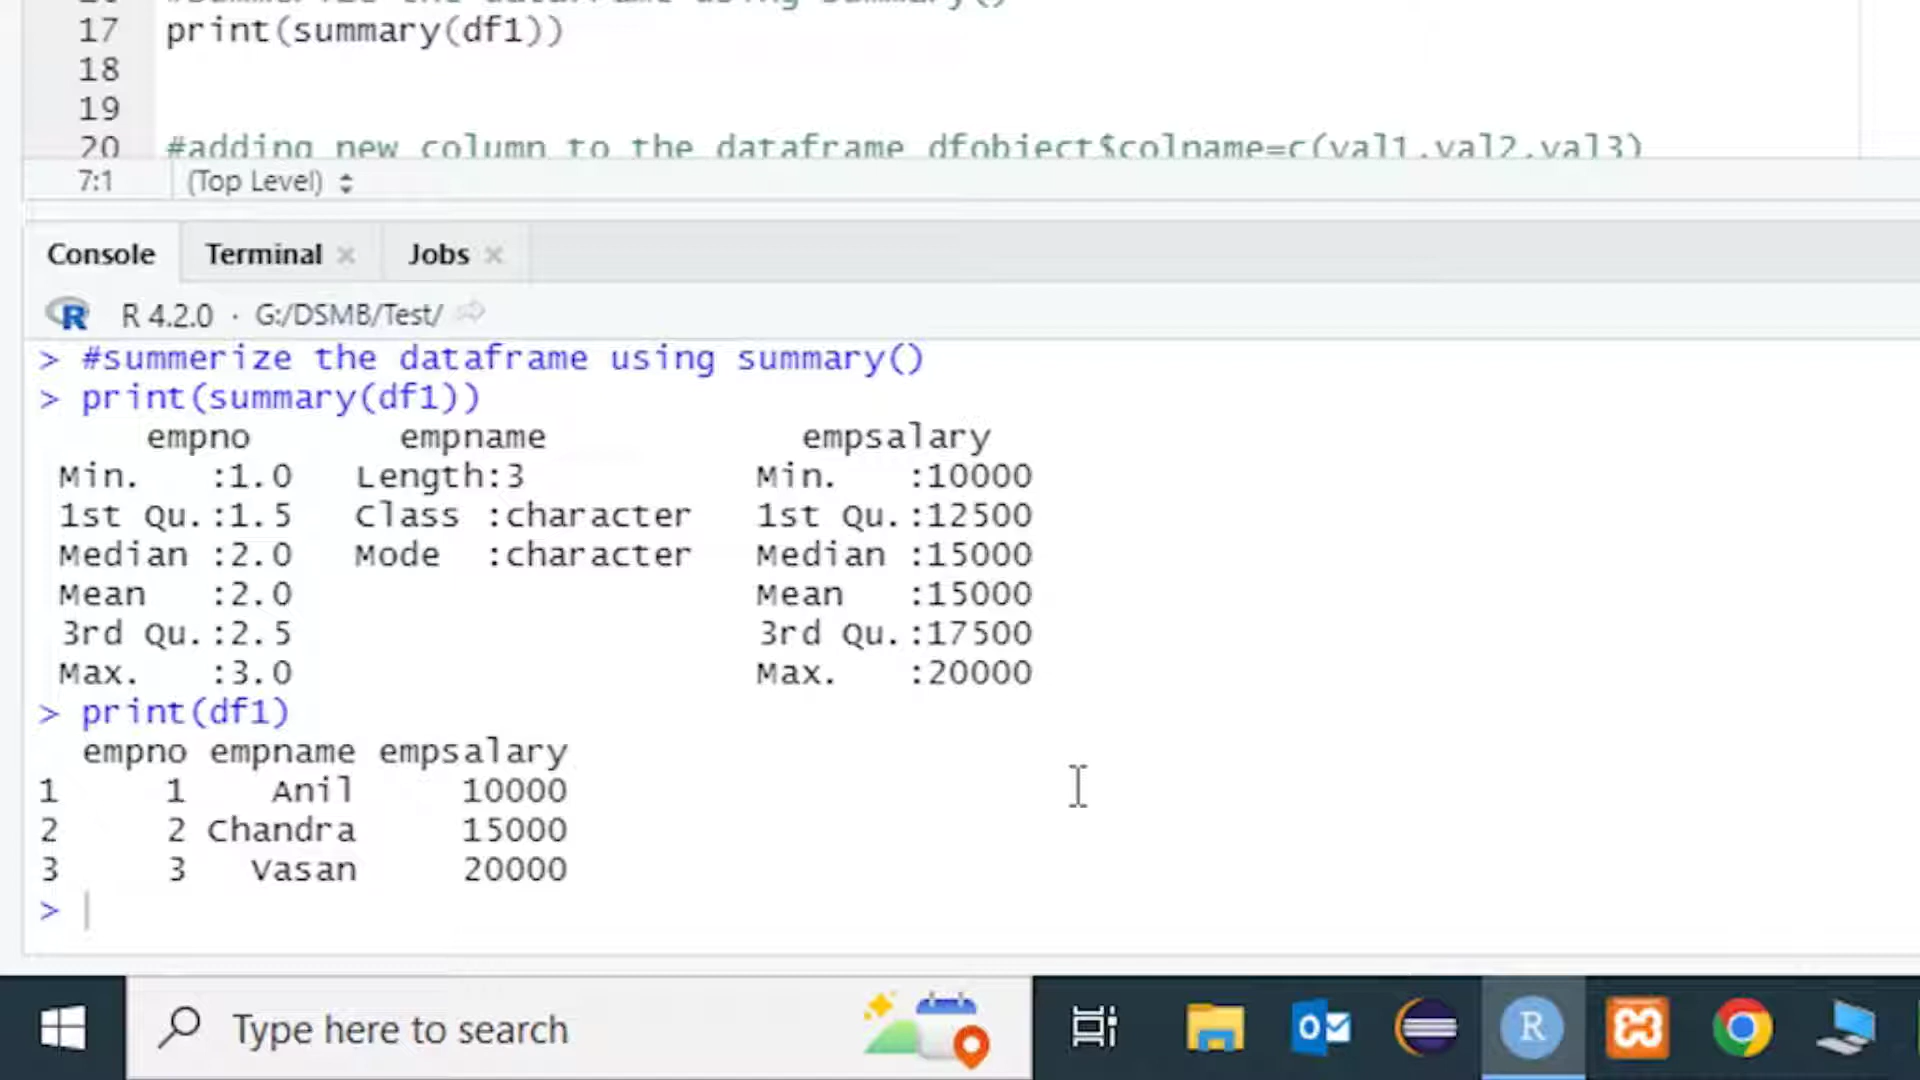 #summerize the dataframe using summary()
17 print(summary(df1))
18
19
20 #adding new column to the dataframe dfobject$colname=c(val1,val2,val3)
7:1 (Top Level)
Console Terminal Jobs
R 4.2.0 · G:/DSMB/Test/
> #summerize the dataframe using summary()
> print(summary(df1))
empno empname empsalary
Min. :1.0 Length:3 Min. :10000
1st Qu.:1.5 Class :character 1st Qu.:12500
Median :2.0 Mode :character Median :15000
Mean :2.0 Mean :15000
3rd Qu.:2.5 3rd Qu.:17500
Max. :3.0 Max. :20000
> print(df1)
empno empname empsalary
1 1 Anil 10000
2 2 Chandra 15000
3 3 Vasan 20000
>
Type here to search